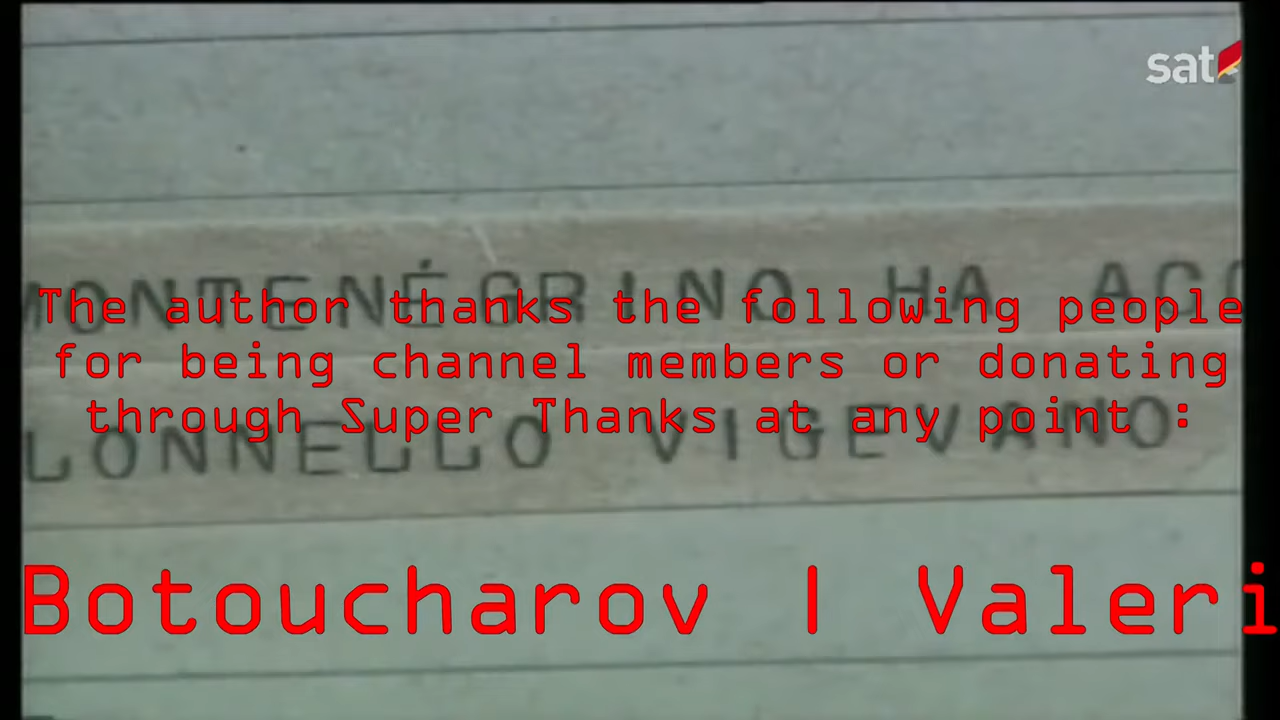 sat
MONTENÉGRINO HA ACC
The author thanks the following people
for being channel members or donating
through Super Thanks at any point :
LONNELLO VIGEVANO
Botoucharov | Valeri